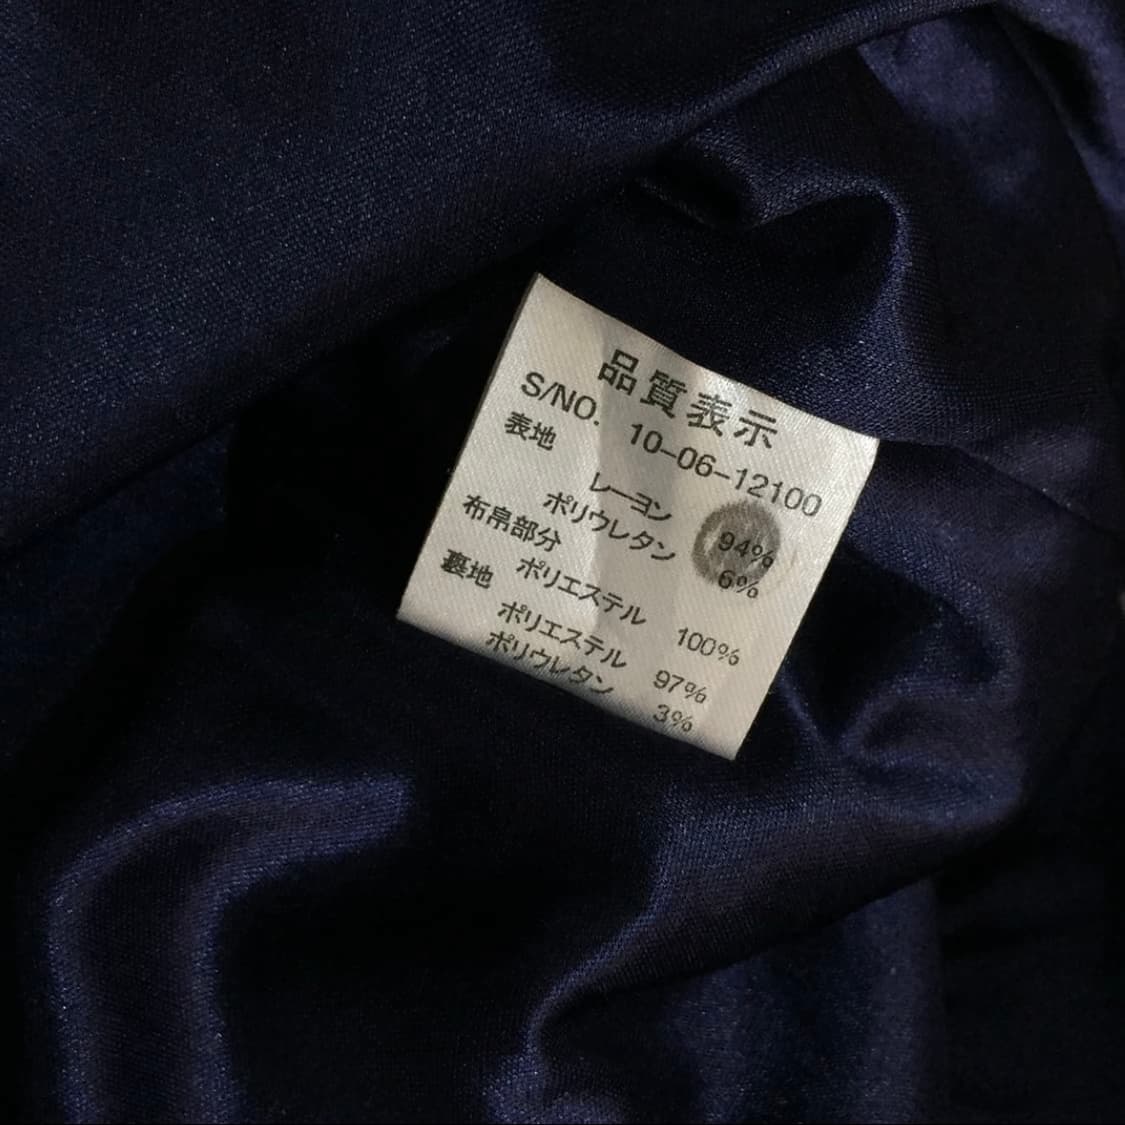 品質表示
S/NO. 10-06-12100
表地
レーヨン 94%
ポリウレタン 6%
布帛部分
ポリエステル 100%
裏地
ポリエステル 97%
ポリウレタン 3%